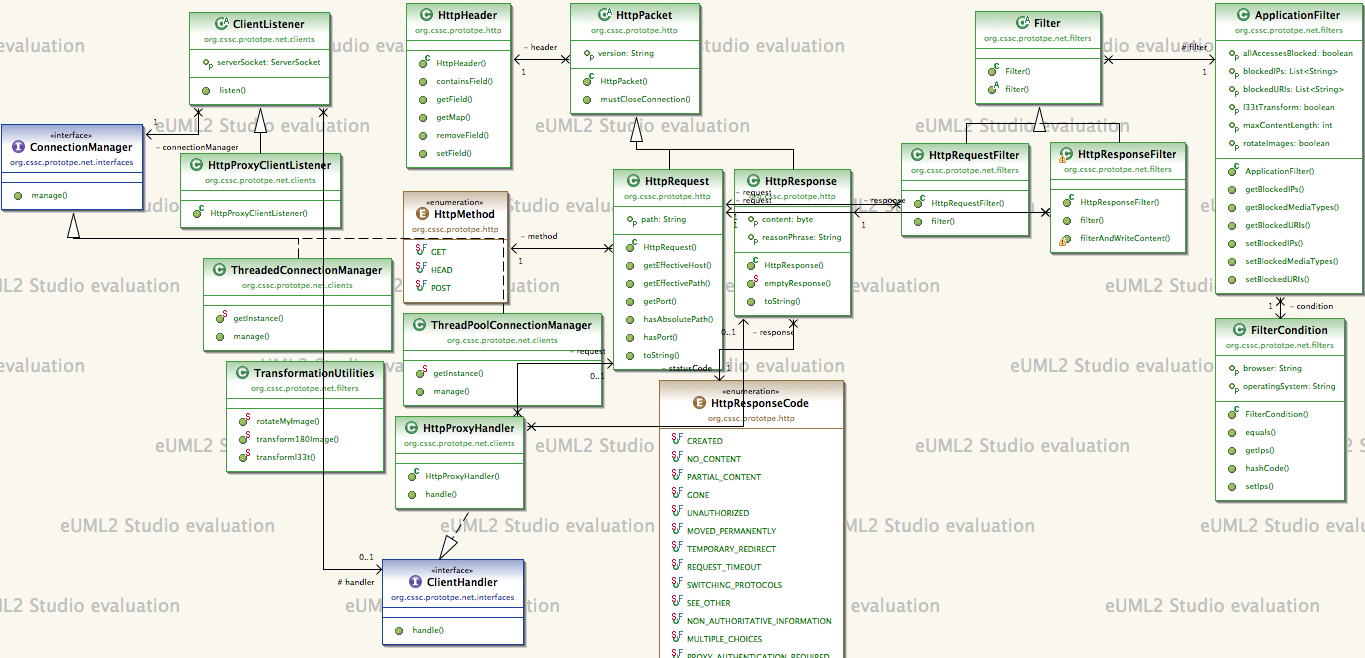 ClientListener
org.cssc.prototpe.net.clients
serverSocket: ServerSocket
listen()
HttpHeader
org.cssc.prototpe.http
HttpHeader()
containsField()
getField()
getMap()
removeField()
setField()
– header
1
HttpPacket
org.cssc.prototpe.http
version: String
HttpPacket()
mustCloseConnection()
Filter
org.cssc.prototpe.net.filters
Filter()
filter()
# filter
1
ApplicationFilter
org.cssc.prototpe.net.filters
allAccessesBlocked: boolean
blockedIPs: List<String>
blockedURIs: List<String>
l33tTransform: boolean
maxContentLength: int
rotateImages: boolean
ApplicationFilter()
getBlockedIPs()
getBlockedMediaTypes()
getBlockedURIs()
setBlockedIPs()
setBlockedMediaTypes()
setBlockedURIs()
«interface»
ConnectionManager
org.cssc.prototpe.net.interfaces
manage()
1
– connectionManager
HttpProxyClientListener
org.cssc.prototpe.net.clients
HttpProxyClientListener()
«enumeration»
HttpMethod
org.cssc.prototpe.http
GET
HEAD
POST
– method
1
HttpRequest
org.cssc.prototpe.http
path: String
HttpRequest()
getEffectiveHost()
getEffectivePath()
getPort()
hasAbsolutePath()
hasPort()
toString()
HttpResponse
org.cssc.prototpe.http
content: byte
reasonPhrase: String
HttpResponse()
emptyResponse()
toString()
– request
– request
1
1
– response
1
HttpRequestFilter
org.cssc.prototpe.net.filters
HttpRequestFilter()
filter()
HttpResponseFilter
org.cssc.prototpe.net.filters
HttpResponseFilter()
filter()
filterAndWriteContent()
ThreadedConnectionManager
org.cssc.prototpe.net.clients
getInstance()
manage()
ThreadPoolConnectionManager
org.cssc.prototpe.net.clients
getInstance()
manage()
– request
0..1
0..1
– response
– statusCode
1
1
– condition
FilterCondition
org.cssc.prototpe.net.filters
browser: String
operatingSystem: String
FilterCondition()
equals()
getIps()
hashCode()
setIps()
TransformationUtilities
org.cssc.prototpe.net.filters
rotateMyImage()
transform180Image()
transforml33t()
HttpProxyHandler
org.cssc.prototpe.net.clients
HttpProxyHandler()
handle()
«enumeration»
HttpResponseCode
org.cssc.prototpe.http
CREATED
NO_CONTENT
PARTIAL_CONTENT
GONE
UNAUTHORIZED
MOVED_PERMANENTLY
TEMPORARY_REDIRECT
REQUEST_TIMEOUT
SWITCHING_PROTOCOLS
SEE_OTHER
NON_AUTHORITATIVE_INFORMATION
MULTIPLE_CHOICES
PROXY_AUTHENTICATION_REQUIRED
0..1
# handler
«interface»
ClientHandler
org.cssc.prototpe.net.interfaces
handle()
eUML2 Studio evaluation